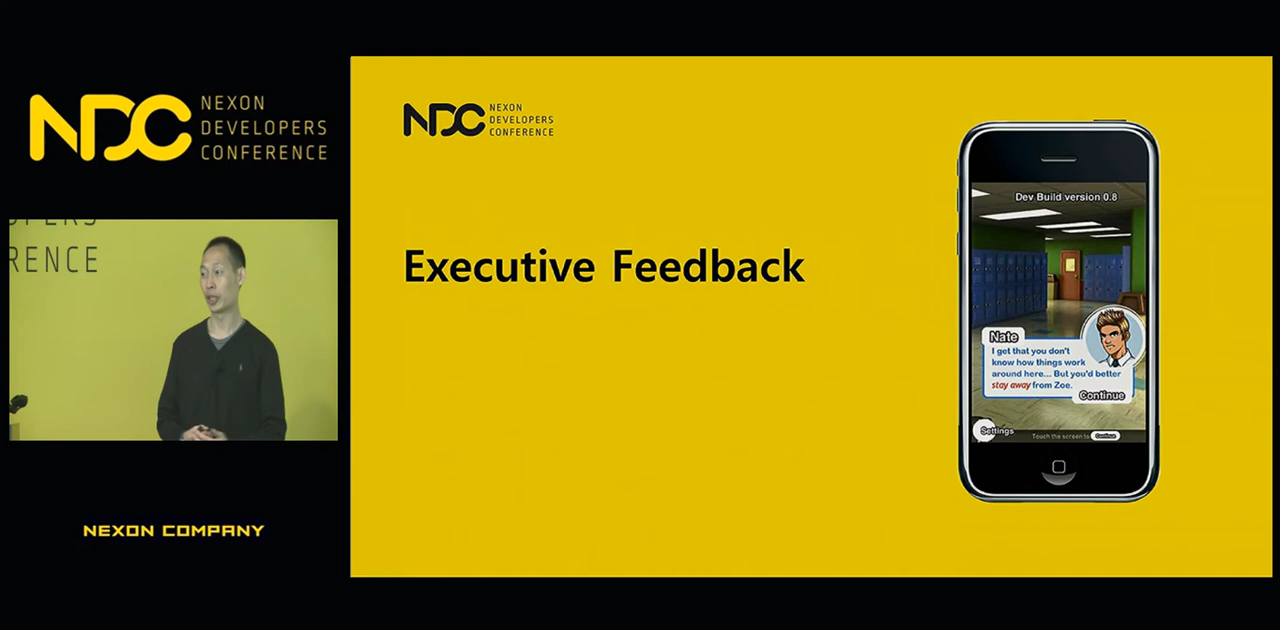 NDC NEXON
DEVELOPERS
CONFERENCE
RENCE
NEXON COMPANY
NDC NEXON
DEVELOPERS
CONFERENCE
Executive Feedback
Dev Build version 0.8
Nate
I get that you don't
know how things work
around here... But you'd better
stay away from Zoe.
Continue
Settings
Touch the screen to Continue